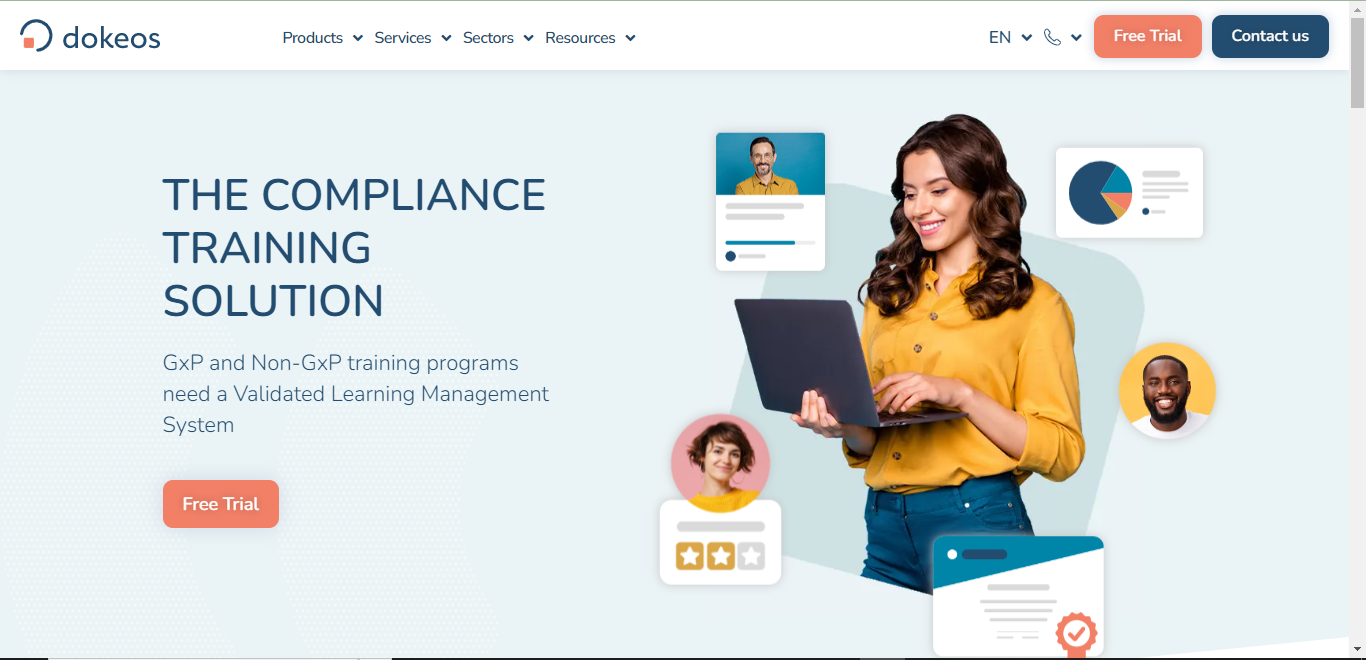 dokeos
Products Services Sectors Resources
EN Free Trial Contact us
THE COMPLIANCE
TRAINING
SOLUTION
GxP and Non-GxP training programs
need a Validated Learning Management
System
Free Trial